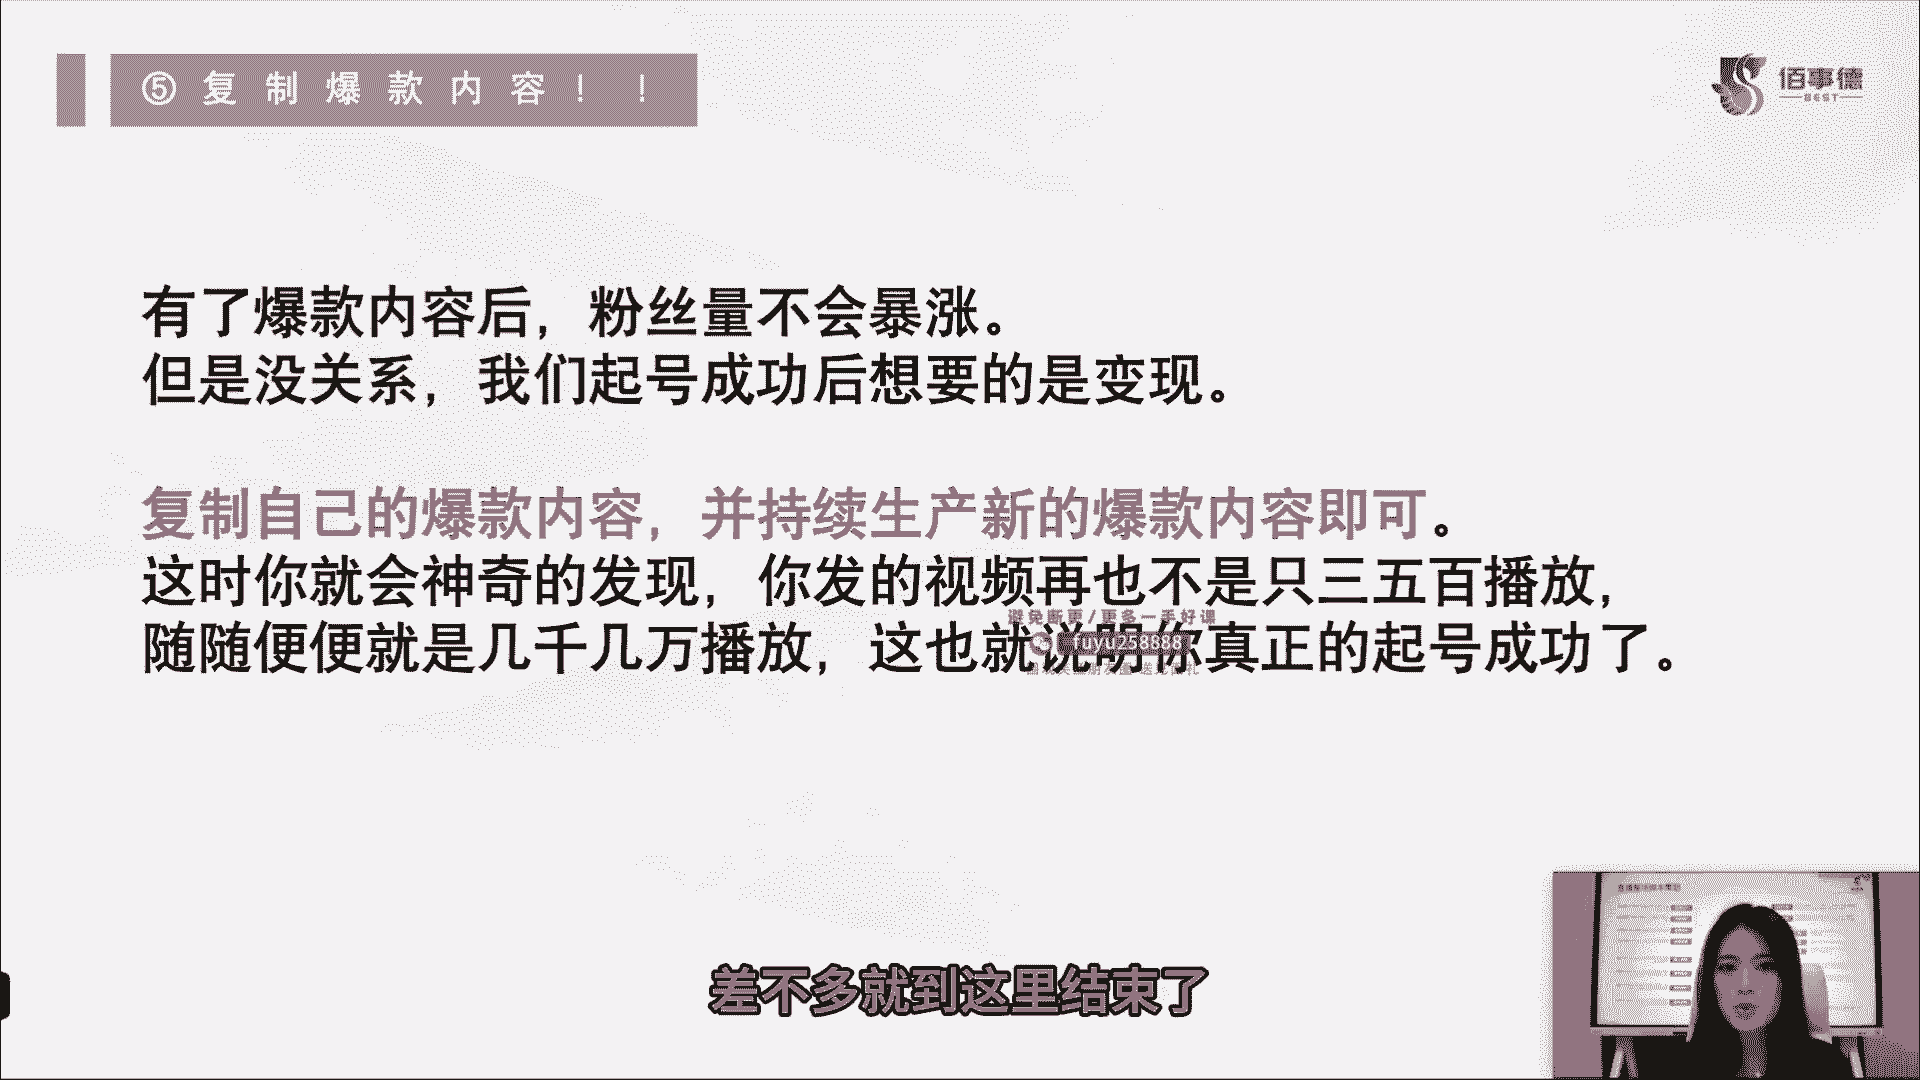 ⑤复制爆款内容！！
佰事德
BEST
有了爆款内容后，粉丝量不会暴涨。
但是没关系，我们起号成功后想要的是变现。
复制自己的爆款内容，并持续生产新的爆款内容即可。
这时你就会神奇的发现，你发的视频再也不是只三五百播放，
随随便便就是几千几万播放，这也就说明你真正的起号成功了。
避免断更/更多一手好课
fuyu258888
差不多就到这里结束了